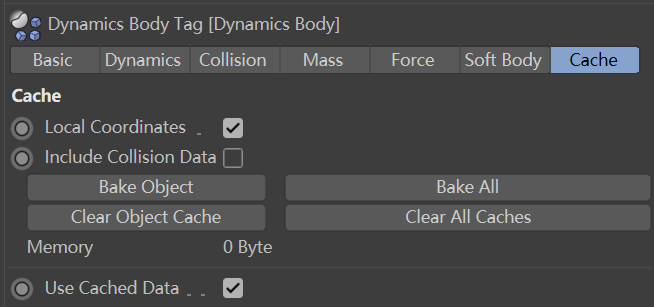 Dynamics Body Tag [Dynamics Body]
Basic Dynamics Collision Mass Force Soft Body Cache
Cache
Local Coordinates
Include Collision Data
Bake Object Bake All
Clear Object Cache Clear All Caches
Memory 0 Byte
Use Cached Data